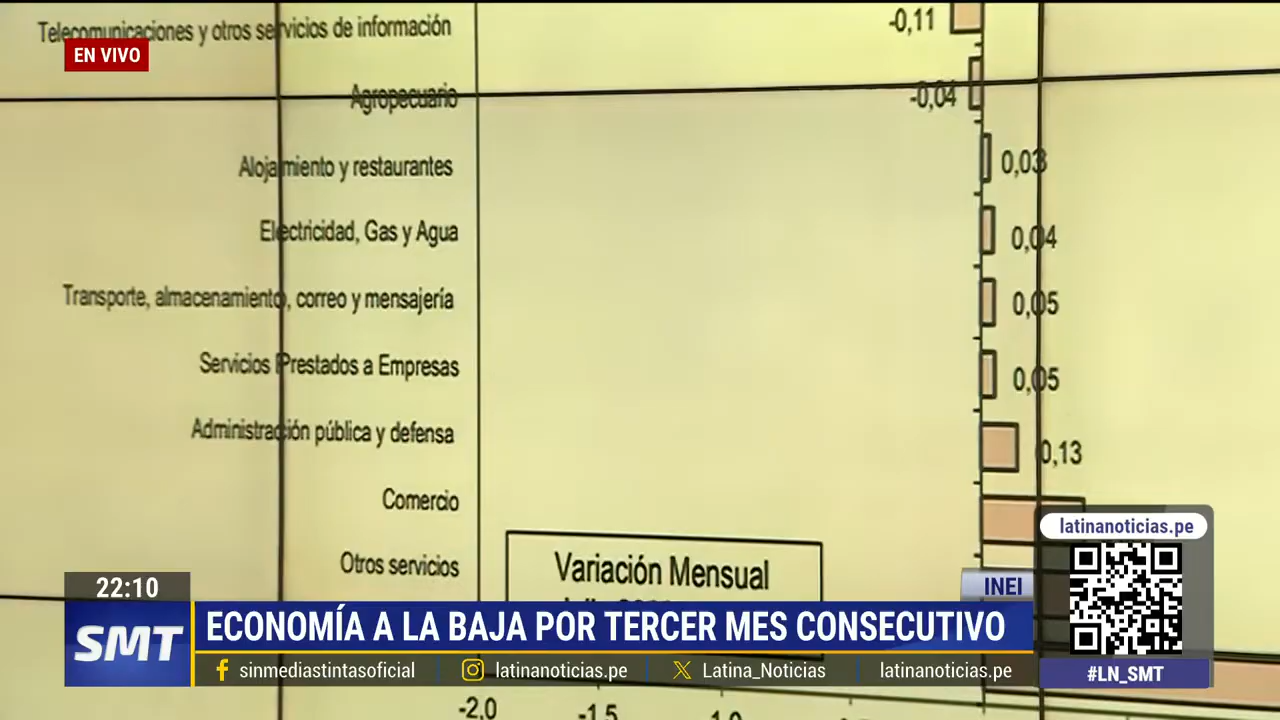 Telecomunicaciones y otros servicios de información
-0,11
EN VIVO
Agropecuario
-0,04
Alojamiento y restaurantes
0,03
Electricidad, Gas y Agua
0,04
Transporte, almacenamiento, correo y mensajería
0,05
Servicios Prestados a Empresas
0,05
Administración pública y defensa
0,13
Comercio
Otros servicios
Variación Mensual
latinanoticias.pe
22:10
INEI
SMT
ECONOMÍA A LA BAJA POR TERCER MES CONSECUTIVO
sinmediastintasoficial
latinanoticias.pe
Latina_Noticias
latinanoticias.pe
#LN_SMT
-2,0
-1,5